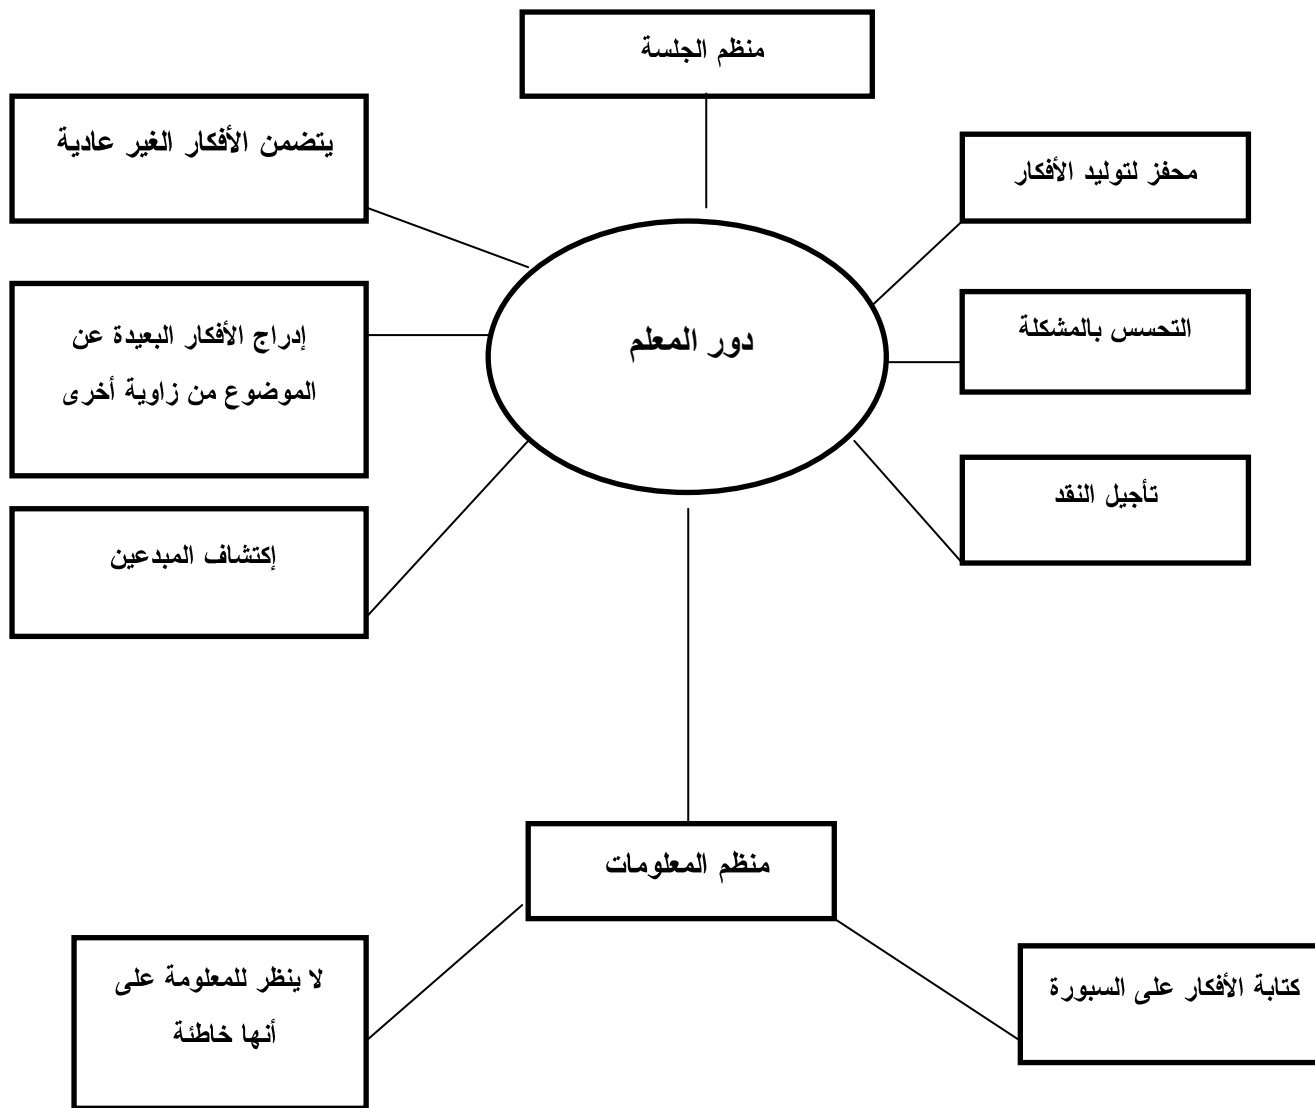 منظم الجلسة
يتضمن الأفكار الغير عادية
محفز لتوليد الأفكار
إدراج الأفكار البعيدة عن
الموضوع من زاوية أخرى
دور المعلم
التحسس بالمشكلة
تأجيل النقد
إكتشاف المبدعين
منظم المعلومات
لا ينظر للمعلومة على
أنها خاطئة
كتابة الأفكار على السبورة